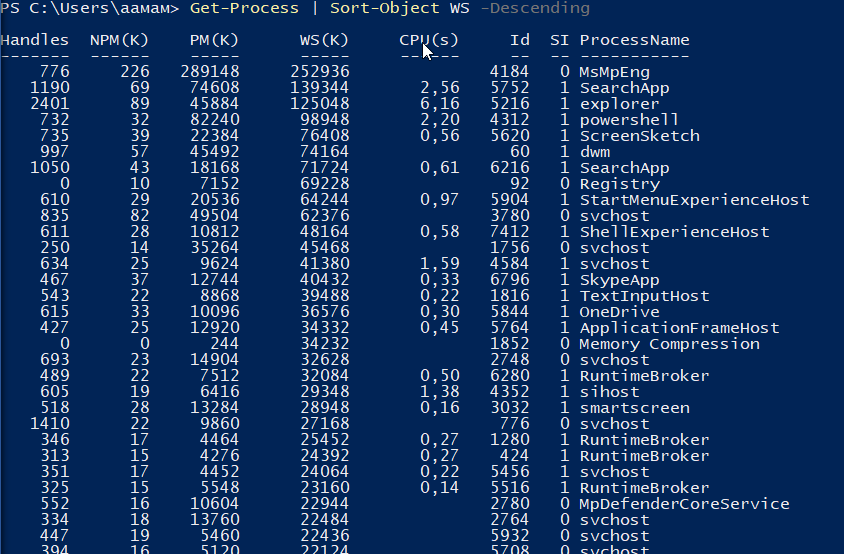 PS C:\Users\aamam> Get-Process | Sort-Object WS -Descending
Handles NPM(K) PM(K) WS(K) CPU(s) Id SI ProcessName
------- ------ ----- ----- ------ -- -- -----------
776 226 289148 252936 4184 0 MsMpEng
1190 69 74608 139344 2,56 5752 1 SearchApp
2401 89 45884 125048 6,16 5216 1 explorer
732 32 82240 98948 2,20 4312 1 powershell
735 39 22384 76408 0,56 5620 1 ScreenSketch
997 57 45492 74164 60 1 dwm
1050 43 18168 71724 0,61 6216 1 SearchApp
0 10 7152 69228 92 0 Registry
610 29 20536 64244 0,97 5904 1 StartMenuExperienceHost
835 82 49504 62376 3780 0 svchost
611 28 10812 48164 0,58 7412 1 ShellExperienceHost
250 14 35264 45468 1756 0 svchost
634 25 9624 41380 1,59 4584 1 svchost
467 37 12744 40432 0,33 6796 1 SkypeApp
543 22 8868 39488 0,22 1816 1 TextInputHost
615 33 10096 36576 0,30 5844 1 OneDrive
427 25 12920 34332 0,45 5764 1 ApplicationFrameHost
0 0 244 34232 1852 0 Memory Compression
693 23 14904 32628 2748 0 svchost
489 22 7512 32084 0,50 6280 1 RuntimeBroker
605 19 6416 29348 1,38 4352 1 sihost
518 28 13284 28948 0,16 3032 1 smartscreen
1410 22 9860 27168 776 0 svchost
346 17 4464 25452 0,27 1280 1 RuntimeBroker
313 15 4276 24392 0,27 424 1 RuntimeBroker
351 17 4452 24064 0,22 5456 1 svchost
325 15 5548 23160 0,14 5516 1 RuntimeBroker
552 16 10604 22944 2780 0 MpDefenderCoreService
334 18 13760 22484 2764 0 svchost
447 19 5460 22436 5932 0 svchost
394 16 5120 22124 5708 0 svchost